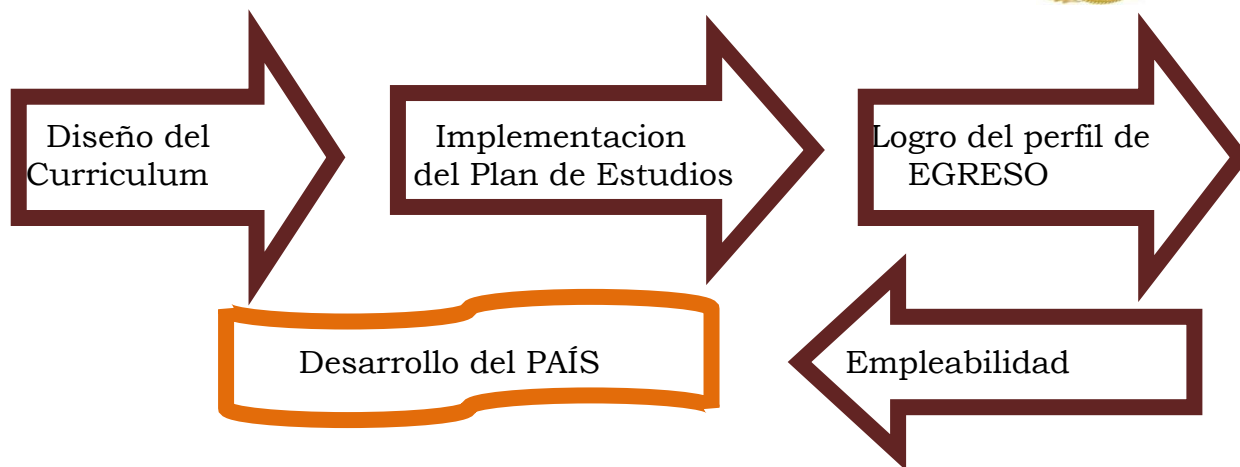 Diseño del
Curriculum
Implementacion
del Plan de Estudios
Logro del perfil de
EGRESO
Desarrollo del PAÍS
Empleabilidad